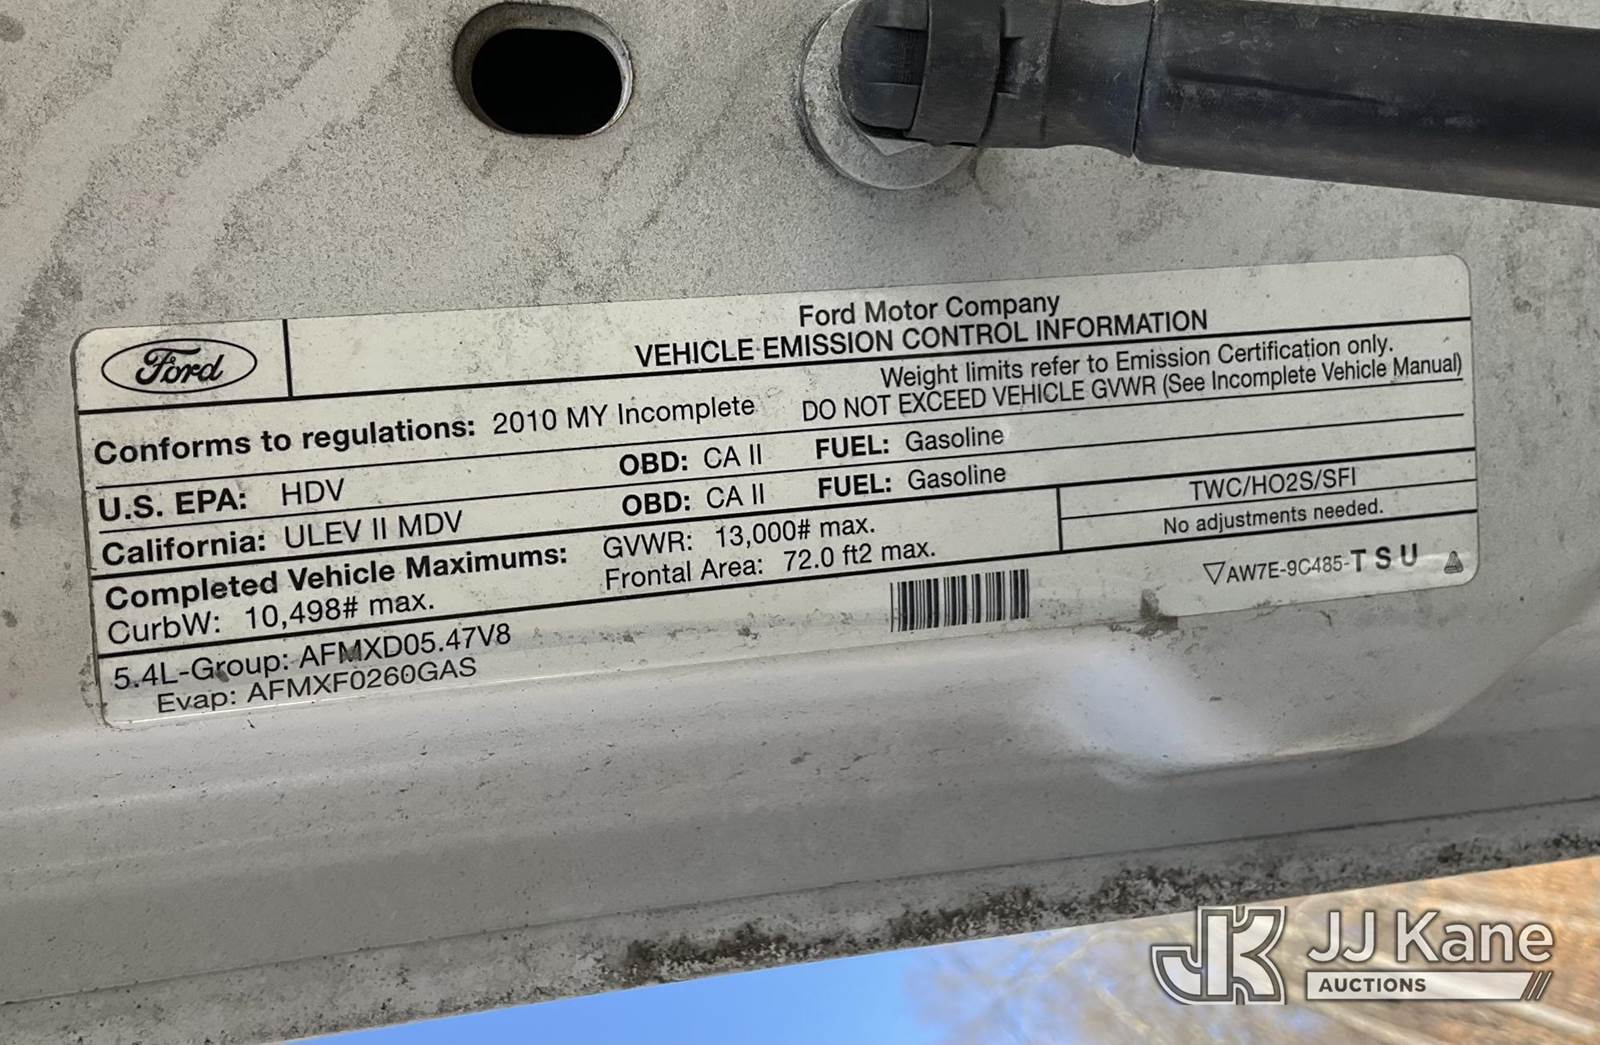 Ford
Ford Motor Company
VEHICLE EMISSION CONTROL INFORMATION
Conforms to regulations: 2010 MY Incomplete
Weight limits refer to Emission Certification only.
DO NOT EXCEED VEHICLE GVWR (See Incomplete Vehicle Manual)
U.S. EPA: HDV OBD: CA II FUEL: Gasoline
California: ULEV II MDV OBD: CA II FUEL: Gasoline
Completed Vehicle Maximums: GVWR: 13,000# max.
CurbW: 10,498# max. Frontal Area: 72.0 ft2 max.
TWC/HO2S/SFI
No adjustments needed.
5.4L-Group: AFMXD05.47V8
Evap: AFMXF0260GAS
AW7E-9C485-TSU
JK JJ Kane
AUCTIONS